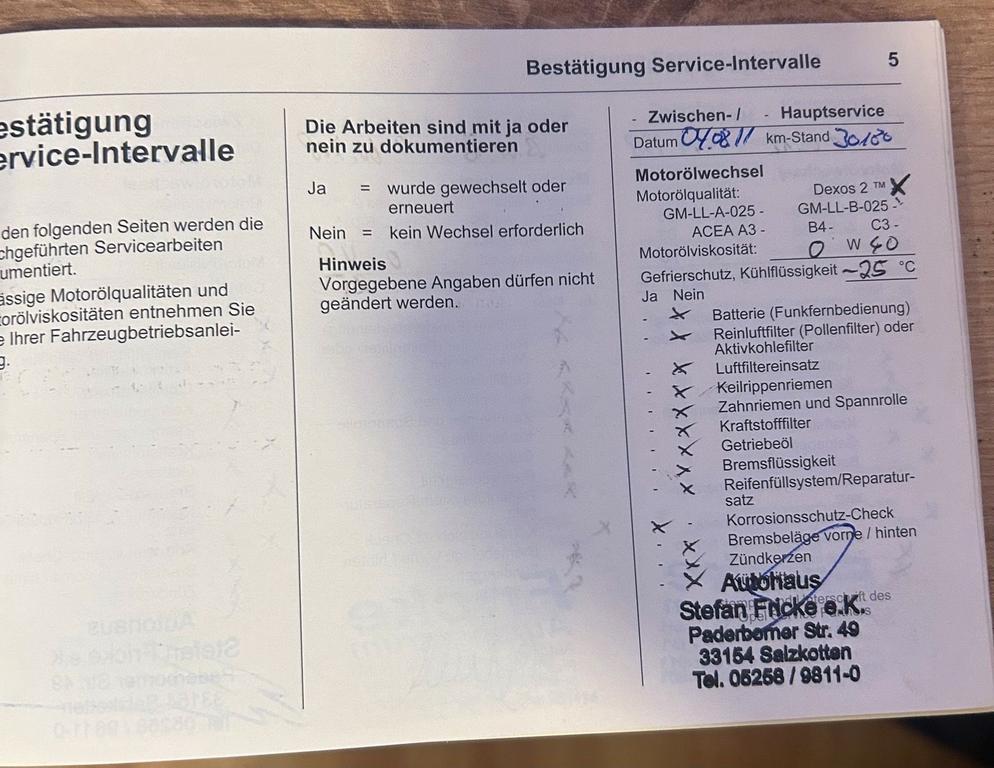 Bestätigung Service-Intervalle 5
estätigung
ervice-Intervalle
den folgenden Seiten werden die
chgeführten Servicearbeiten
umentiert.
ässige Motorölqualitäten und
torölviskositäten entnehmen Sie
e Ihrer Fahrzeugbetriebsanlei-
g.
Die Arbeiten sind mit ja oder
nein zu dokumentieren
Ja = wurde gewechselt oder
erneuert
Nein = kein Wechsel erforderlich
Hinweis
Vorgegebene Angaben dürfen nicht
geändert werden.
- Zwischen- / - Hauptservice
Datum 04.08.11 km-Stand 30180
Motorölwechsel
Motorölqualität: Dexos 2 ™ X
GM-LL-A-025 - GM-LL-B-025 -
ACEA A3 - B4 - C3 -
Motorölviskosität: 0 W 40
Gefrierschutz, Kühlflüssigkeit ~25 °C
Ja Nein
- X Batterie (Funkfernbedienung)
- X Reinluftfilter (Pollenfilter) oder
Aktivkohlefilter
- X Luftfiltereinsatz
- X Keilrippenriemen
- X Zahnriemen und Spannrolle
- X Kraftstofffilter
- X Getriebeöl
- X Bremsflüssigkeit
- X Reifenfüllsystem/Reparatur-
satz
X - Korrosionsschutz-Check
- X Bremsbeläge vorne / hinten
- X Zündkerzen
- X
Autohaus
Stefan Fricke e.K.
Paderborner Str. 49
33154 Salzkotten
Tel. 05258 / 9811-0